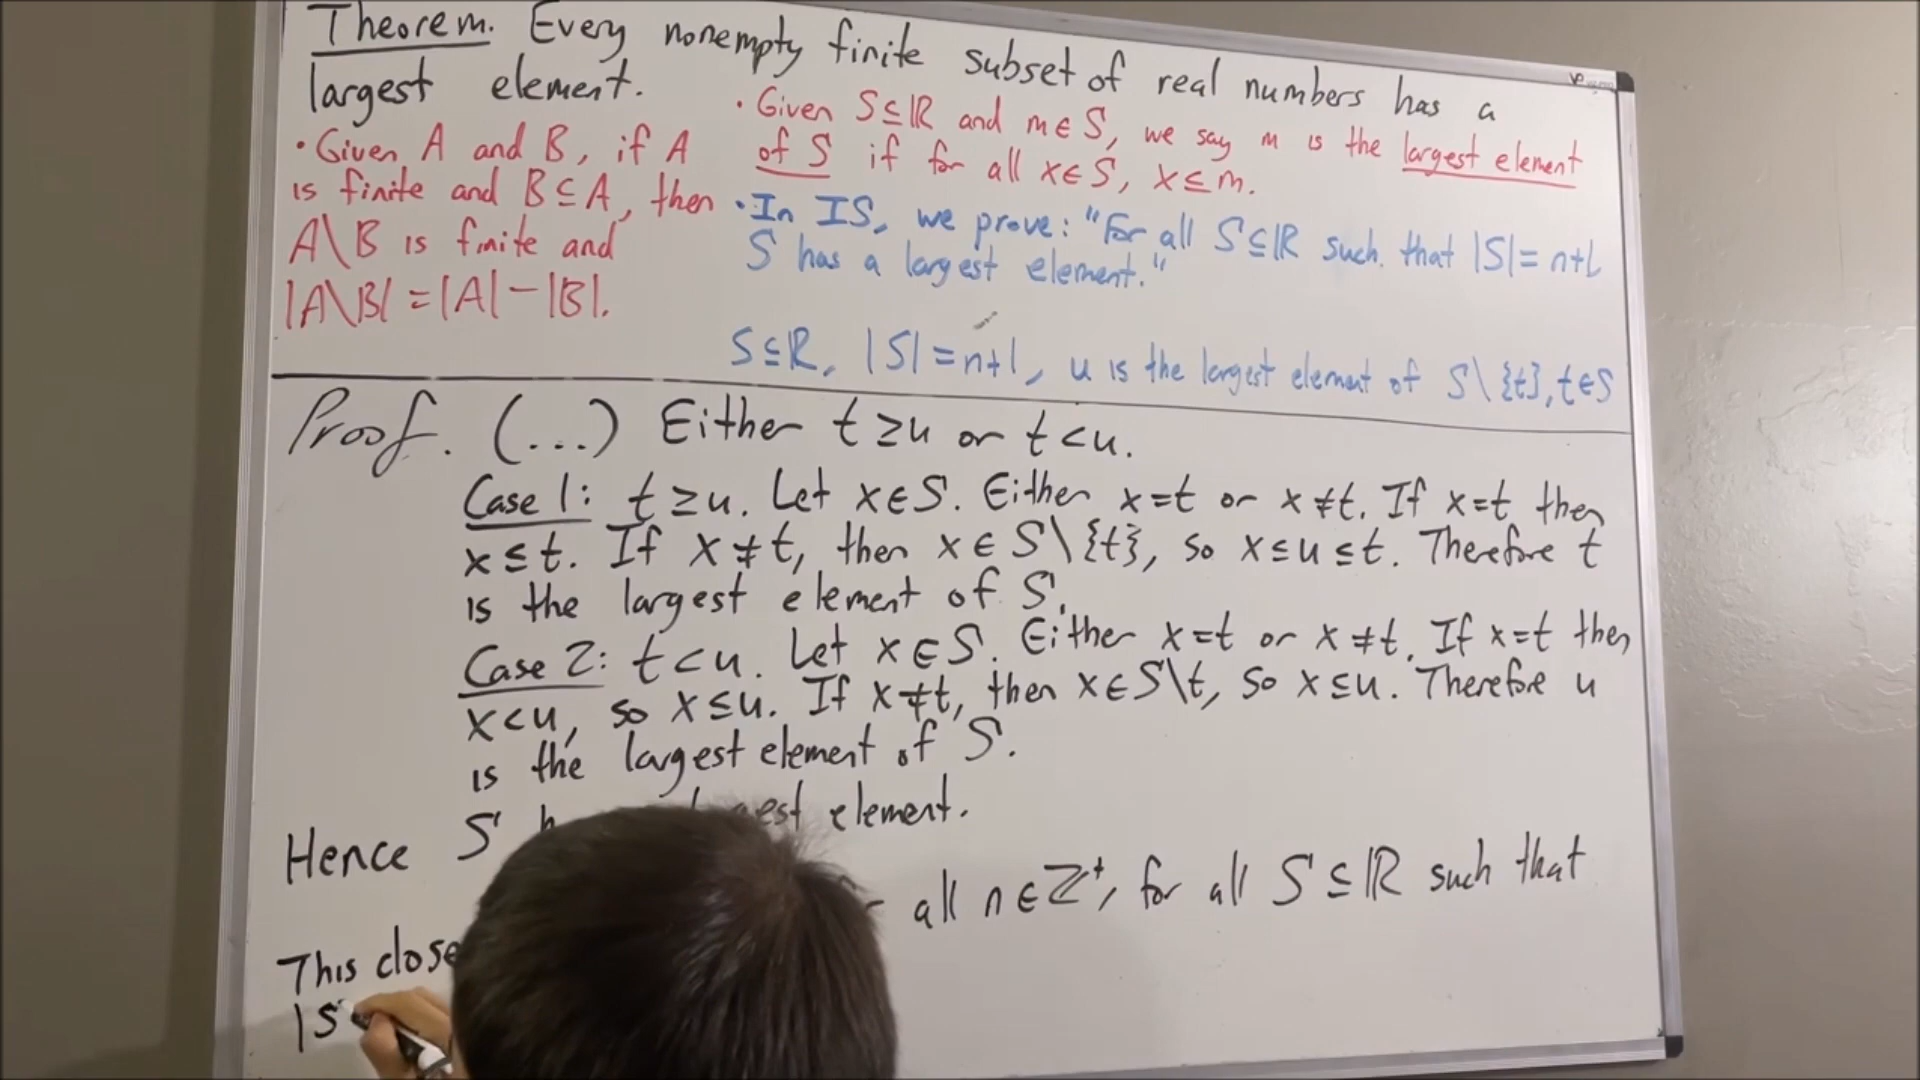 Theorem. Every nonempty finite subset of real numbers has a
largest element.
• Given A and B, if A
is finite and B⊆A, then
A\B is finite and
|A\B| = |A| - |B|.
• Given S⊆ℝ and m∈S, we say m is the largest element
of S if for all x∈S, x≤m.
• In IS, we prove: "For all S⊆ℝ such that |S| = n+1
S has a largest element."
S⊆ℝ, |S| = n+1, u is the largest element of S\{t}, t∈S
Proof. (...) Either t≥u or t<u.
Case 1: t≥u. Let x∈S. Either x=t or x≠t. If x=t then
x≤t. If x≠t, then x∈S\{t}, so x≤u≤t. Therefore t
is the largest element of S.
Case 2: t<u. Let x∈S. Either x=t or x≠t. If x=t then
x<u, so x≤u. If x≠t, then x∈S\t, so x≤u. Therefore u
is the largest element of S.
Hence S element.
This all n∈ℤ⁺, for all S⊆ℝ such that
|S